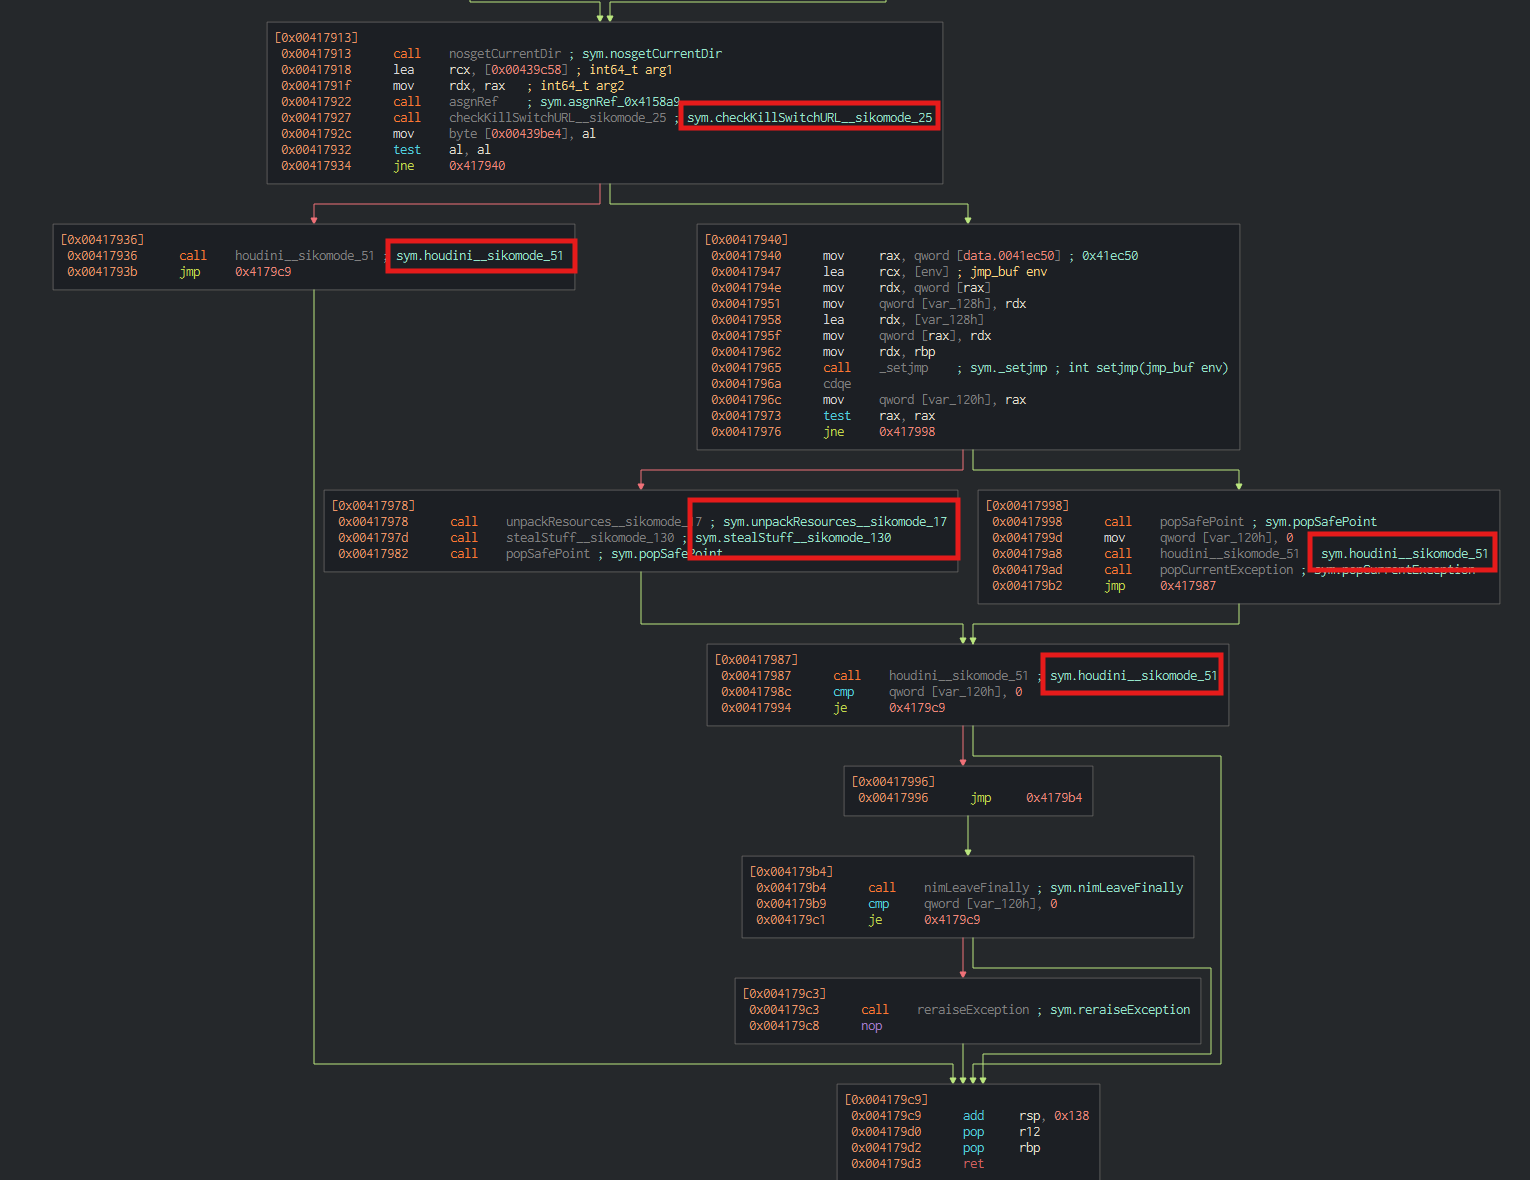 [0x00417913]
0x00417913 call nosgetCurrentDir ; sym.nosgetCurrentDir
0x00417918 lea rcx, [0x00439c58] ; int64_t arg1
0x0041791f mov rdx, rax ; int64_t arg2
0x00417922 call asgnRef ; sym.asgnRef_0x4158a9
0x00417927 call checkKillSwitchURL__sikomode_25 ; sym.checkKillSwitchURL__sikomode_25
0x0041792c mov byte [0x00439be4], al
0x00417932 test al, al
0x00417934 jne 0x417940
[0x00417936]
0x00417936 call houdini__sikomode_51 ; sym.houdini__sikomode_51
0x0041793b jmp 0x4179c9
[0x00417940]
0x00417940 mov rax, qword [data.0041ec50] ; 0x41ec50
0x00417947 lea rcx, [env] ; jmp_buf env
0x0041794e mov rdx, qword [rax]
0x00417951 mov qword [var_128h], rdx
0x00417958 lea rdx, [var_128h]
0x0041795f mov qword [rax], rdx
0x00417962 mov rdx, rbp
0x00417965 call _setjmp ; sym._setjmp ; int setjmp(jmp_buf env)
0x0041796a cdqe
0x0041796c mov qword [var_120h], rax
0x00417973 test rax, rax
0x00417976 jne 0x417998
[0x00417978]
0x00417978 call unpackResources__sikomode_17 ; sym.unpackResources__sikomode_17
0x0041797d call stealStuff__sikomode_130 ; sym.stealStuff__sikomode_130
0x00417982 call popSafePoint ; sym.popSafePoint
[0x00417998]
0x00417998 call popSafePoint ; sym.popSafePoint
0x0041799d mov qword [var_120h], 0
0x004179a8 call houdini__sikomode_51 sym.houdini__sikomode_51
0x004179ad call popCurrentException ; sym.popCurrentException
0x004179b2 jmp 0x417987
[0x00417987]
0x00417987 call houdini__sikomode_51 ; sym.houdini__sikomode_51
0x0041798c cmp qword [var_120h], 0
0x00417994 je 0x4179c9
[0x00417996]
0x00417996 jmp 0x4179b4
[0x004179b4]
0x004179b4 call nimLeaveFinally ; sym.nimLeaveFinally
0x004179b9 cmp qword [var_120h], 0
0x004179c1 je 0x4179c9
[0x004179c3]
0x004179c3 call reraiseException ; sym.reraiseException
0x004179c8 nop
[0x004179c9]
0x004179c9 add rsp, 0x138
0x004179d0 pop r12
0x004179d2 pop rbp
0x004179d3 ret